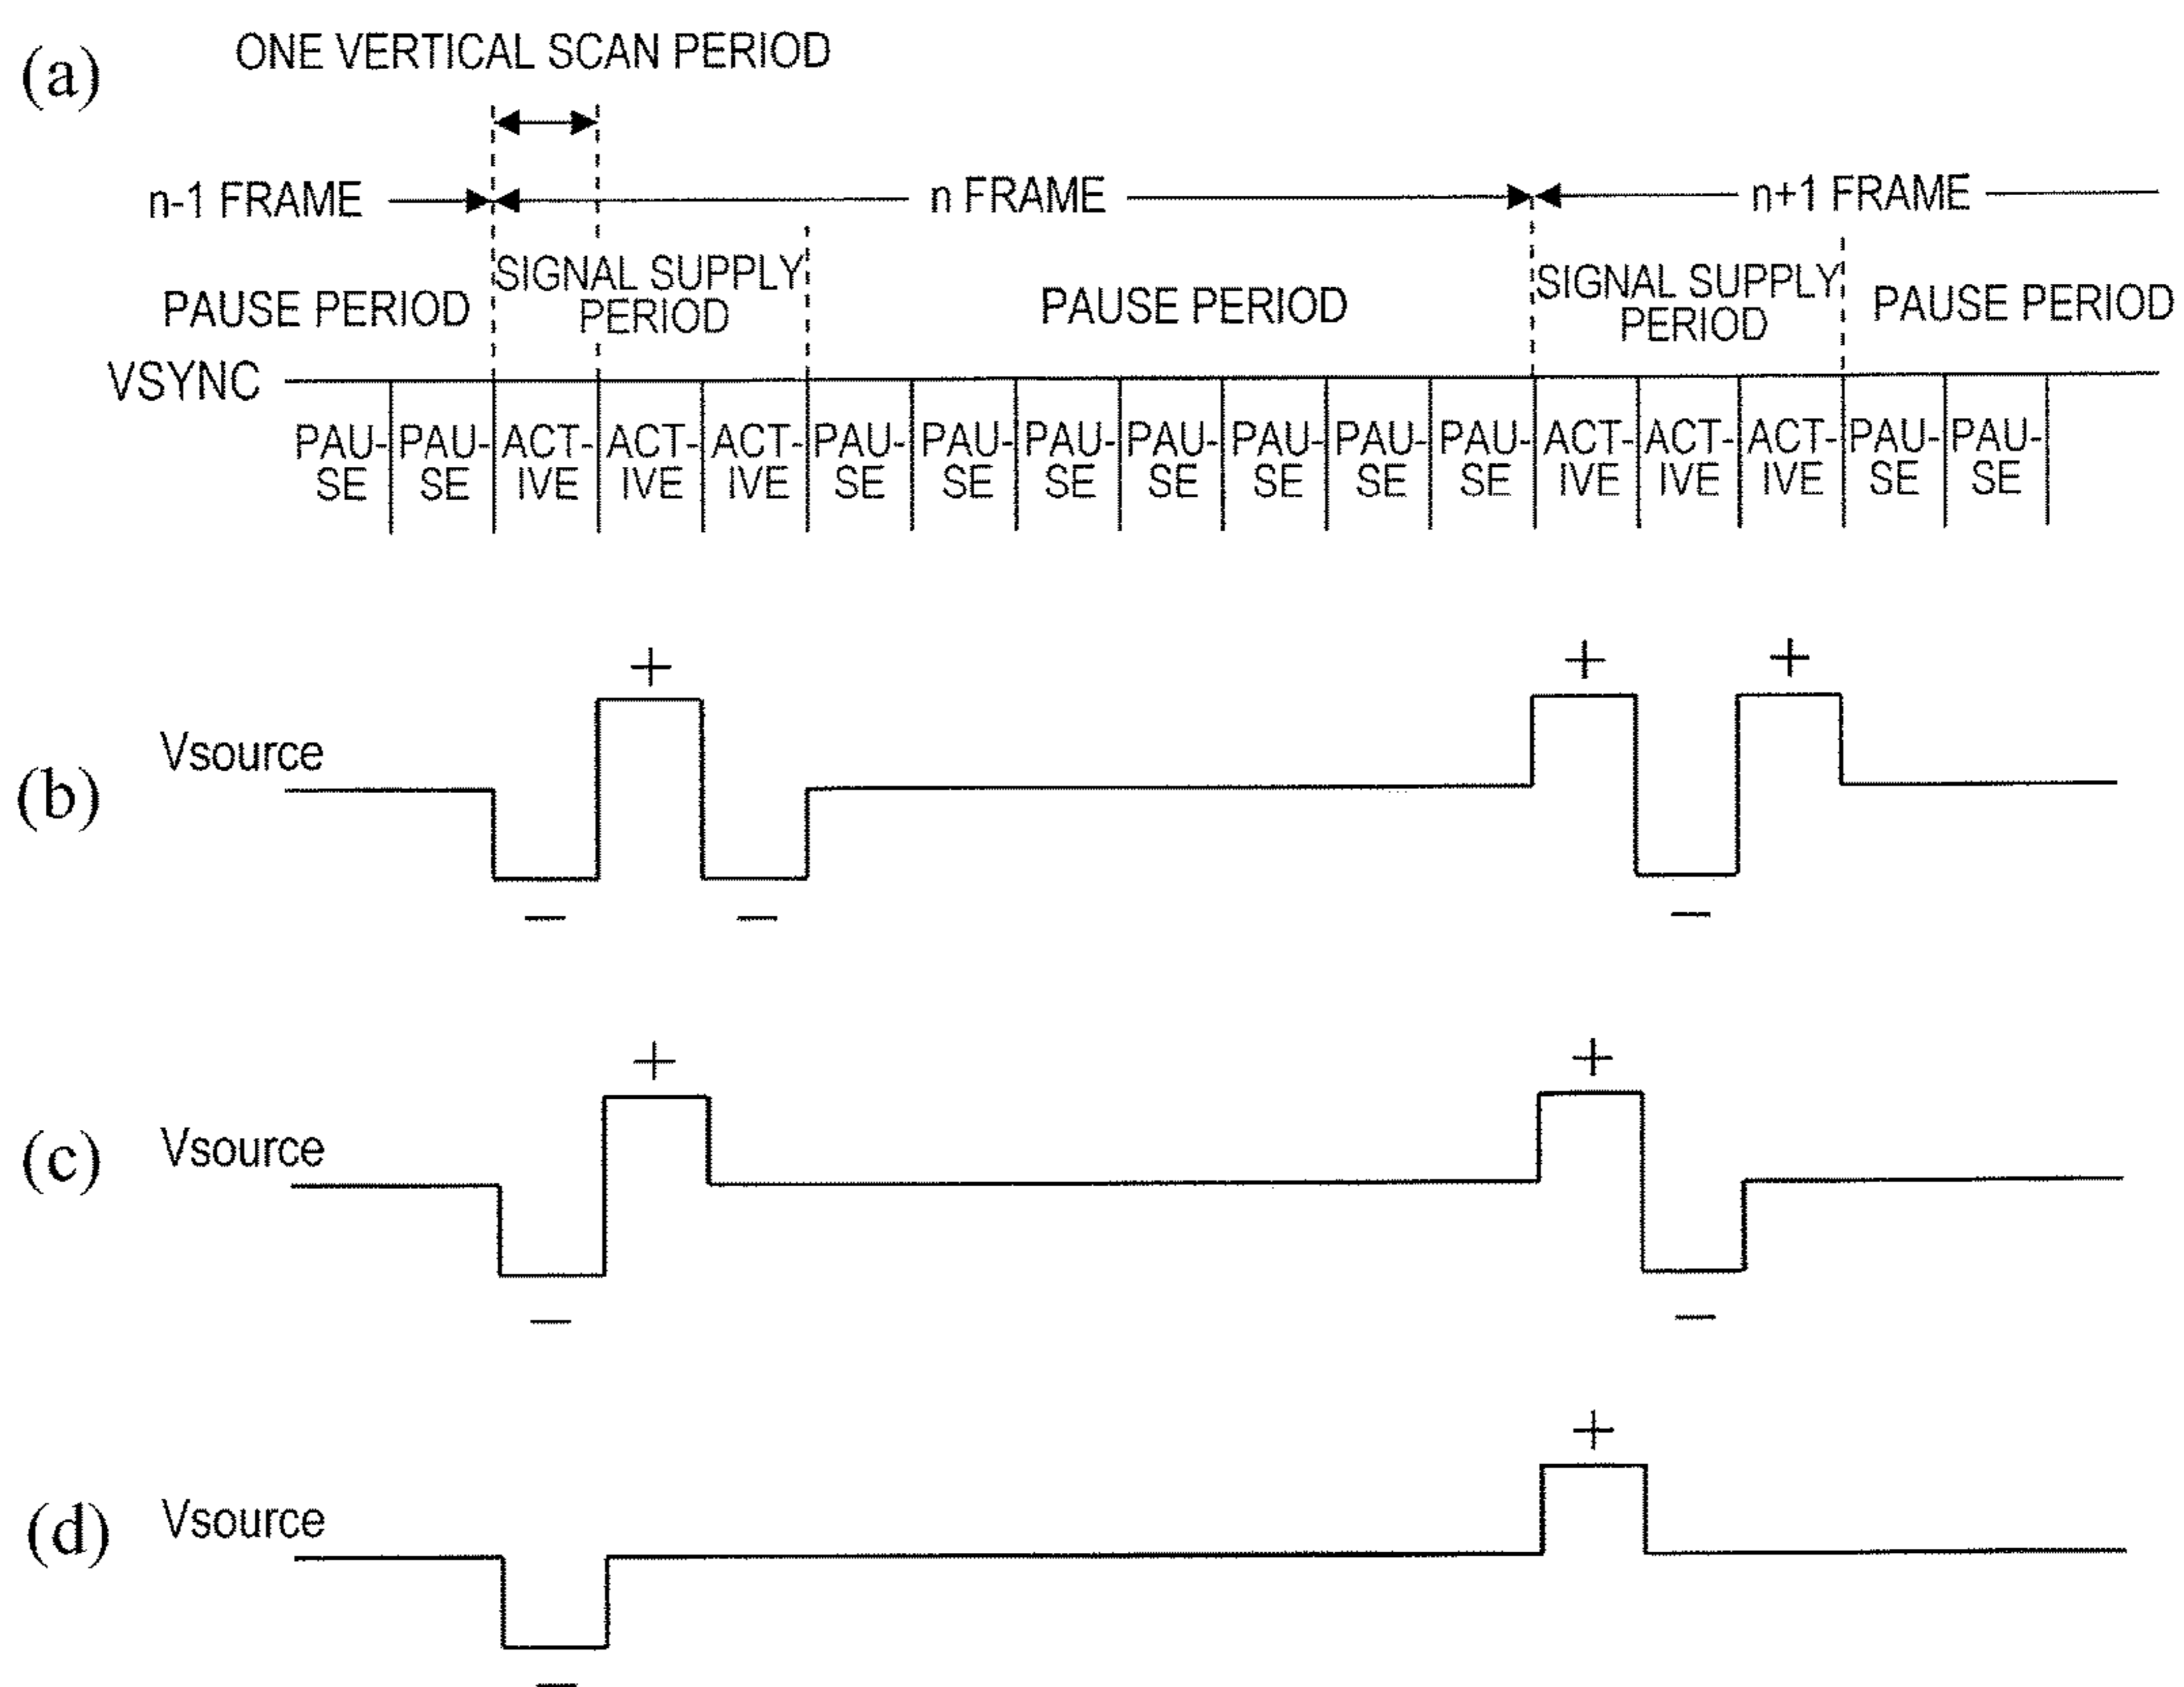 (a)
ONE VERTICAL SCAN PERIOD
n-1 FRAME
n FRAME
n+1 FRAME
PAUSE PERIOD
SIGNAL SUPPLY
PERIOD
PAUSE PERIOD
SIGNAL SUPPLY
PERIOD
PAUSE PERIOD
VSYNC
PAU- PAU- ACT- ACT- ACT- PAU- PAU- PAU- PAU- PAU- PAU- PAU- ACT- ACT- ACT- PAU- PAU-
SE SE IVE IVE IVE SE SE SE SE SE SE SE IVE IVE IVE SE SE
+ + +
(b) Vsource
− − −
+ +
(c) Vsource
− −
+
(d) Vsource
−